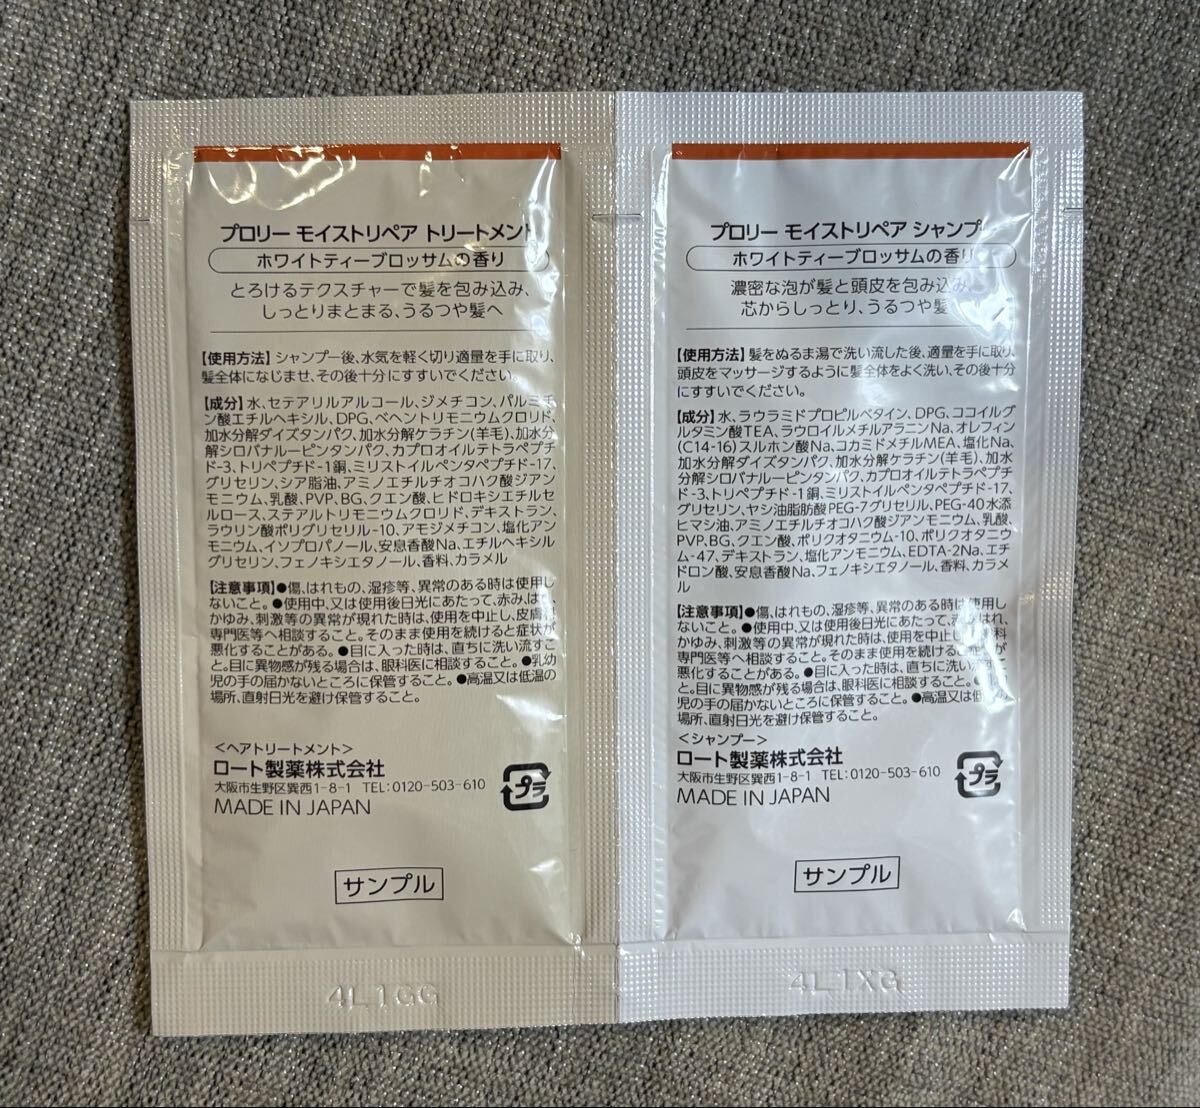 プロリー モイストリペア トリートメント
ホワイトティーブロッサムの香り
とろけるテクスチャーで髪を包み込み、
しっとりまとまる、うるつや髪へ
【使用方法】シャンプー後、水気を軽く切り適量を手に取り、
髪全体になじませ、その後十分にすすいでください。
【成分】水、セテアリルアルコール、ジメチコン、パルミチ
ン酸エチルヘキシル、DPG、ベヘントリモニウムクロリド、
加水分解ダイズタンパク、加水分解ケラチン(羊毛)、加水分
解シロバナルーピンタンパク、カプロオイルテトラペプチ
ド-3、トリペプチド-1銅、ミリストイルペンタペプチド-17、
グリセリン、シア脂油、アミノエチルチオコハク酸ジアン
モニウム、乳酸、PVP、BG、クエン酸、ヒドロキシエチルセ
ルロース、ステアルトリモニウムクロリド、デキストラン、
ラウリン酸ポリグリセリル-10、アモジメチコン、塩化アン
モニウム、イソプロパノール、安息香酸Na、エチルヘキシル
グリセリン、フェノキシエタノール、香料、カラメル
【注意事項】●傷、はれもの、湿疹等、異常のある時は使用し
ないこと。●使用中、又は使用後日光にあたって、赤み、はれ、
かゆみ、刺激等の異常が現れた時は、使用を中止し、皮膚科
専門医等へ相談すること。そのまま使用を続けると症状が
悪化することがある。●目に入った時は、直ちに洗い流すこ
と。目に異物感が残る場合は、眼科医に相談すること。●乳幼
児の手の届かないところに保管すること。●高温又は低温の
場所、直射日光を避け保管すること。
＜ヘアトリートメント＞
ロート製薬株式会社
大阪市生野区巽西1-8-1 TEL:0120-503-610
MADE IN JAPAN
プラ
サンプル
4L1GG
プロリー モイストリペア シャンプ
ホワイトティーブロッサムの香り
濃密な泡が髪と頭皮を包み込み、
芯からしっとり、うるつや髪へ
【使用方法】髪をぬるま湯で洗い流した後、適量を手に取り、
頭皮をマッサージするように髪全体をよく洗い、その後十分
にすすいでください。
【成分】水、ラウラミドプロピルベタイン、DPG、ココイルグ
ルタミン酸TEA、ラウロイルメチルアラニンNa、オレフィン
(C14-16)スルホン酸Na、コカミドメチルMEA、塩化Na、
加水分解ダイズタンパク、加水分解ケラチン(羊毛)、加水
分解シロバナルーピンタンパク、カプロオイルテトラペプチ
ド-3、トリペプチド-1銅、ミリストイルペンタペプチド-17、
グリセリン、ヤシ油脂肪酸PEG-7グリセリル、PEG-40水添
ヒマシ油、アミノエチルチオコハク酸ジアンモニウム、乳酸、
PVP、BG、クエン酸、ポリクオタニウム-10、ポリクオタニウ
ム-47、デキストラン、塩化アンモニウム、EDTA-2Na、エチ
ドロン酸、安息香酸Na、フェノキシエタノール、香料、カラメ
ル
【注意事項】●傷、はれもの、湿疹等、異常のある時は使用し
ないこと。●使用中、又は使用後日光にあたって、赤み、はれ、
かゆみ、刺激等の異常が現れた時は、使用を中止し、皮膚科
専門医等へ相談すること。そのまま使用を続けると症状が
悪化することがある。●目に入った時は、直ちに洗い流すこ
と。目に異物感が残る場合は、眼科医に相談すること。●
児の手の届かないところに保管すること。●高温又は低
場所、直射日光を避け保管すること。
＜シャンプー＞
ロート製薬株式会社
大阪市生野区巽西1-8-1 TEL:0120-503-610
MADE IN JAPAN
プラ
サンプル
4L1XG